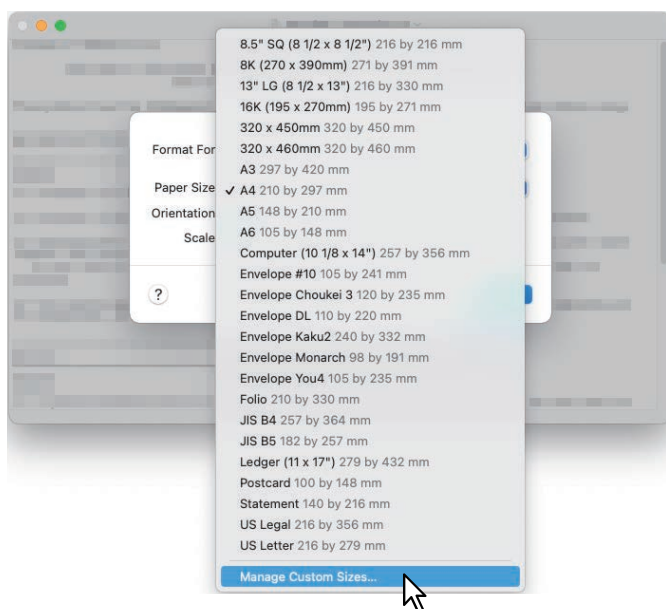 8.5" SQ (8 1/2 x 8 1/2") 216 by 216 mm
8K (270 x 390mm) 271 by 391 mm
13" LG (8 1/2 x 13") 216 by 330 mm
16K (195 x 270mm) 195 by 271 mm
320 x 450mm 320 by 450 mm
Format For
320 x 460mm 320 by 460 mm
A3 297 by 420 mm
Paper Size
✓ A4 210 by 297 mm
Orientation
A5 148 by 210 mm
A6 105 by 148 mm
Scale
Computer (10 1/8 x 14") 257 by 356 mm
Envelope #10 105 by 241 mm
?
Envelope Choukei 3 120 by 235 mm
Envelope DL 110 by 220 mm
Envelope Kaku2 240 by 332 mm
Envelope Monarch 98 by 191 mm
Envelope You4 105 by 235 mm
Folio 210 by 330 mm
JIS B4 257 by 364 mm
JIS B5 182 by 257 mm
Ledger (11 x 17") 279 by 432 mm
Postcard 100 by 148 mm
Statement 140 by 216 mm
US Legal 216 by 356 mm
US Letter 216 by 279 mm
Manage Custom Sizes...